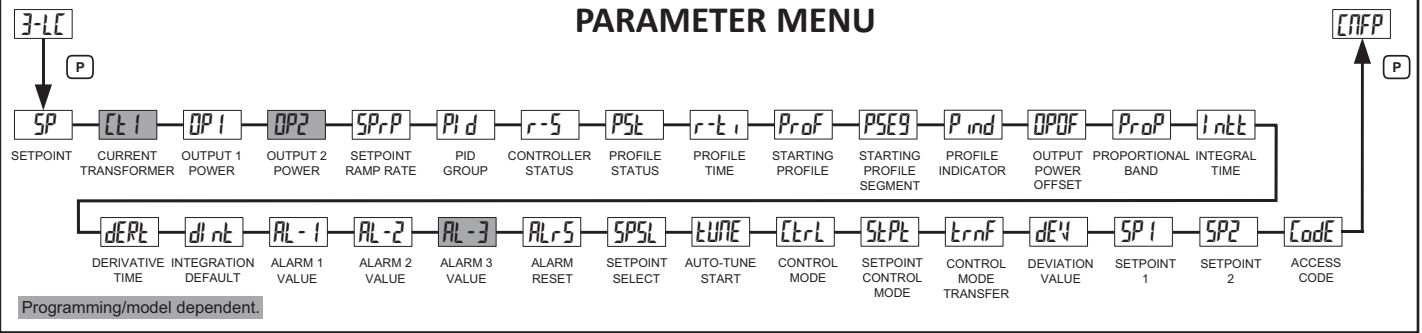 PARAMETER MENU
3-LC
CNFP
P
P
SP
Ct1
OP1
OP2
SPrP
PId
r-S
PSt
r-ti
ProF
PSEg
Pind
OPOF
ProP
Intt
SETPOINT
CURRENT
TRANSFORMER
OUTPUT 1
POWER
OUTPUT 2
POWER
SETPOINT
RAMP RATE
PID
GROUP
CONTROLLER
STATUS
PROFILE
STATUS
PROFILE
TIME
STARTING
PROFILE
STARTING
PROFILE
SEGMENT
PROFILE
INDICATOR
OUTPUT
POWER
OFFSET
PROPORTIONAL
BAND
INTEGRAL
TIME
dERt
dInt
AL-1
AL-2
AL-3
ALrS
SPSL
tUNE
CtrL
StPt
trnF
dEV
SP1
SP2
CodE
DERIVATIVE
TIME
INTEGRATION
DEFAULT
ALARM 1
VALUE
ALARM 2
VALUE
ALARM 3
VALUE
ALARM
RESET
SETPOINT
SELECT
AUTO-TUNE
START
CONTROL
MODE
SETPOINT
CONTROL
MODE
CONTROL
MODE
TRANSFER
DEVIATION
VALUE
SETPOINT
1
SETPOINT
2
ACCESS
CODE
Programming/model dependent.